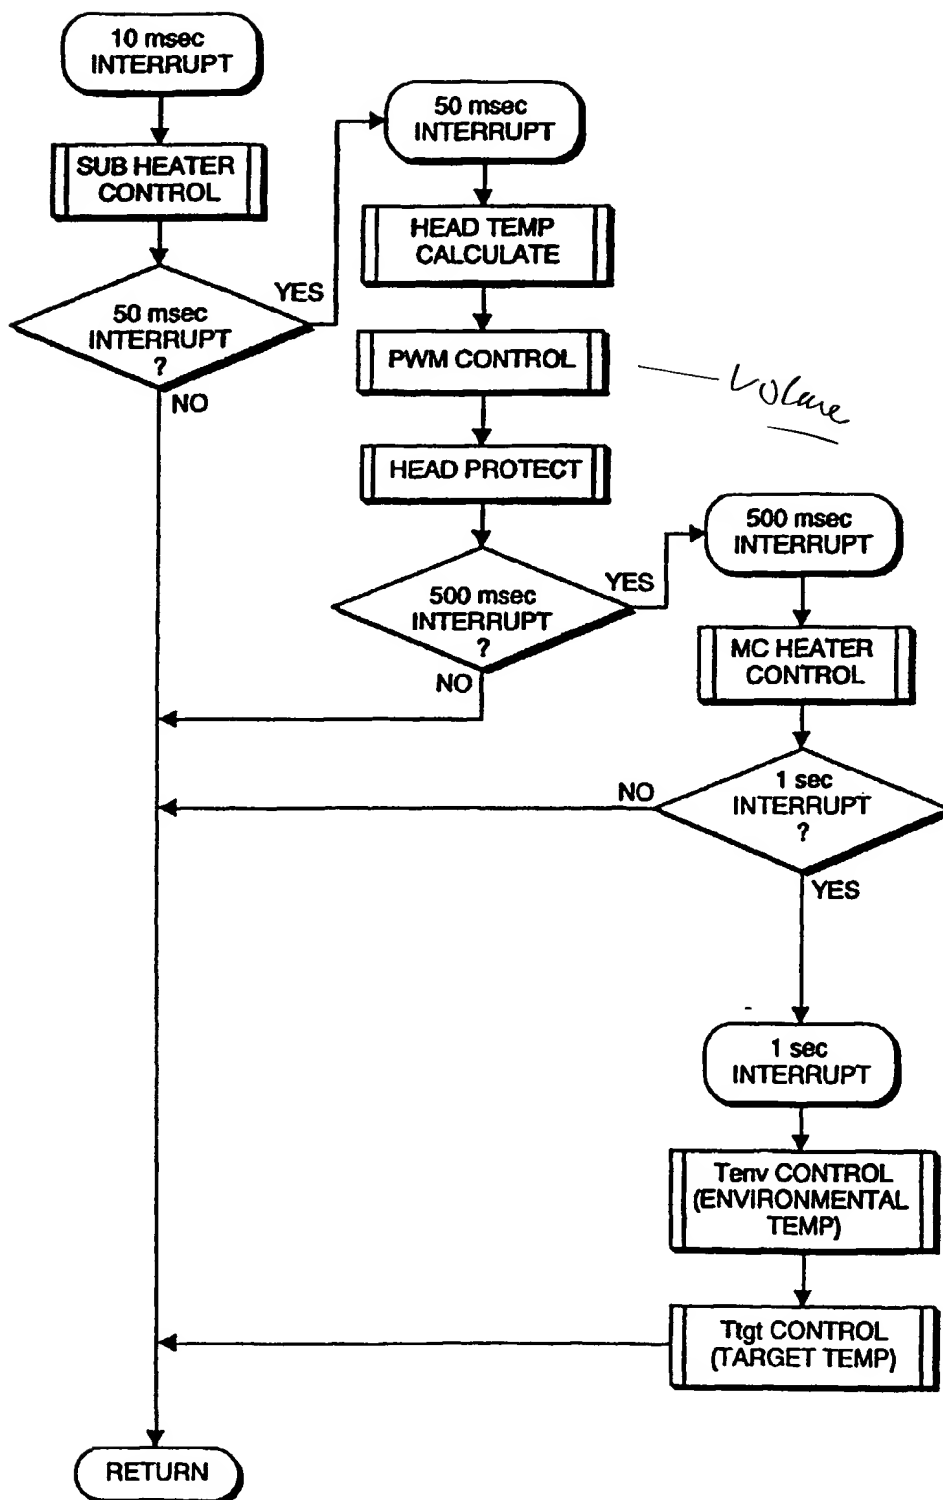 10 msec
INTERRUPT
SUB HEATER
CONTROL
50 msec
INTERRUPT
?
YES
NO
50 msec
INTERRUPT
HEAD TEMP
CALCULATE
PWM CONTROL
HEAD PROTECT
500 msec
INTERRUPT
?
YES
NO
500 msec
INTERRUPT
MC HEATER
CONTROL
1 sec
INTERRUPT
?
NO
YES
1 sec
INTERRUPT
Tenv CONTROL
(ENVIRONMENTAL
TEMP)
Ttgt CONTROL
(TARGET TEMP)
RETURN